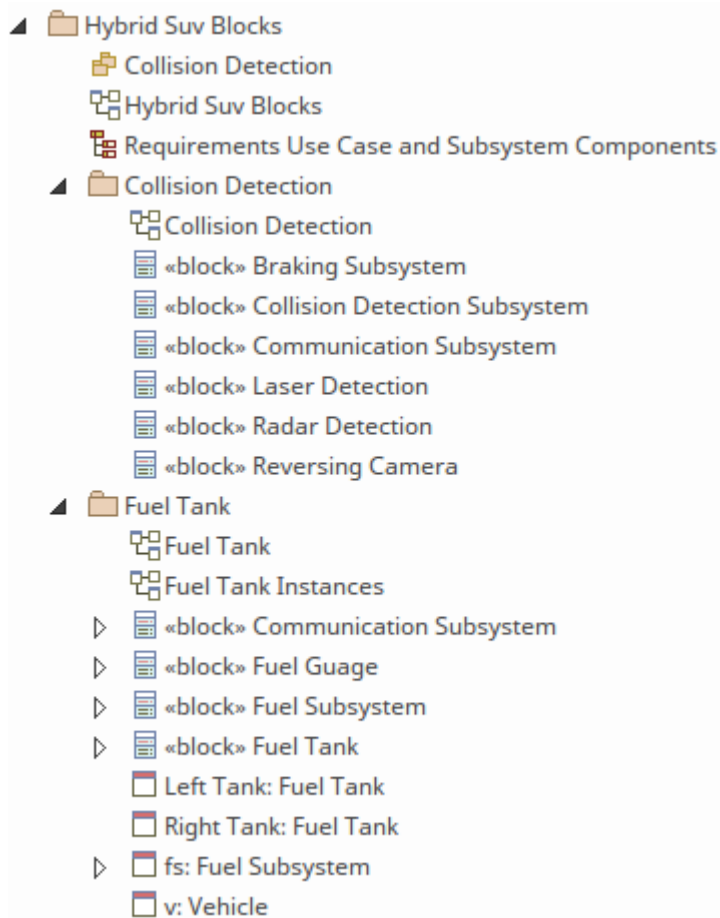 Hybrid Suv Blocks
Collision Detection
Hybrid Suv Blocks
Requirements Use Case and Subsystem Components
Collision Detection
Collision Detection
«block» Braking Subsystem
«block» Collision Detection Subsystem
«block» Communication Subsystem
«block» Laser Detection
«block» Radar Detection
«block» Reversing Camera
Fuel Tank
Fuel Tank
Fuel Tank Instances
«block» Communication Subsystem
«block» Fuel Guage
«block» Fuel Subsystem
«block» Fuel Tank
Left Tank: Fuel Tank
Right Tank: Fuel Tank
fs: Fuel Subsystem
v: Vehicle